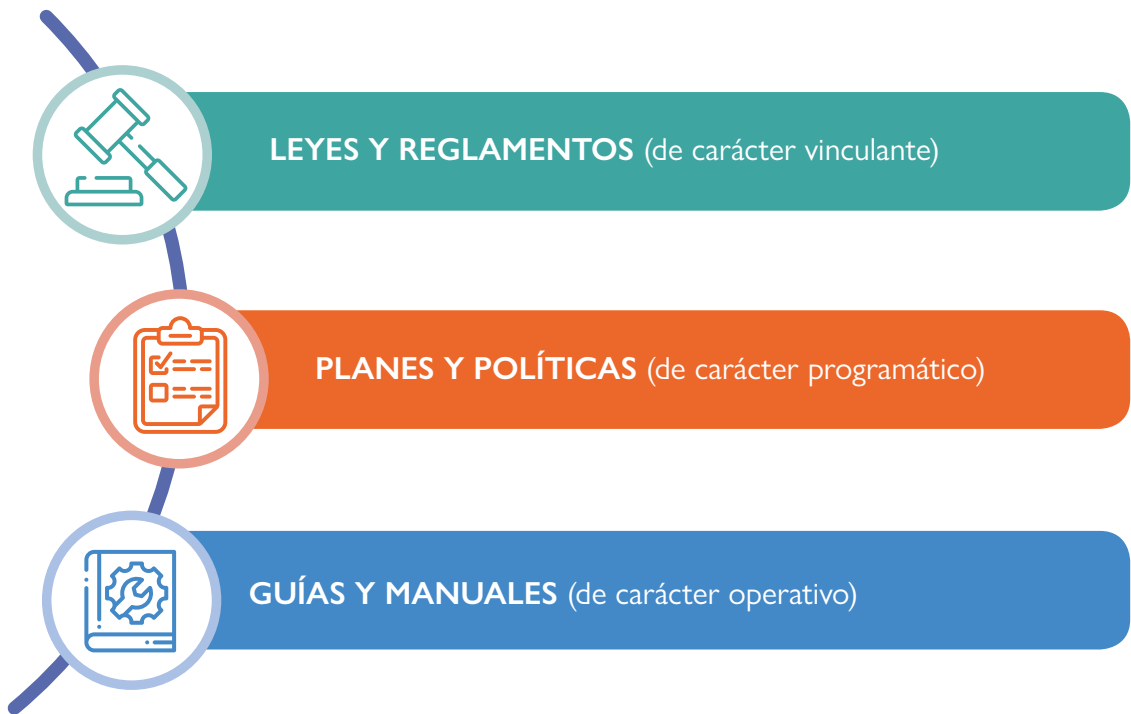 LEYES Y REGLAMENTOS (de carácter vinculante)
PLANES Y POLÍTICAS (de carácter programático)
GUÍAS Y MANUALES (de carácter operativo)